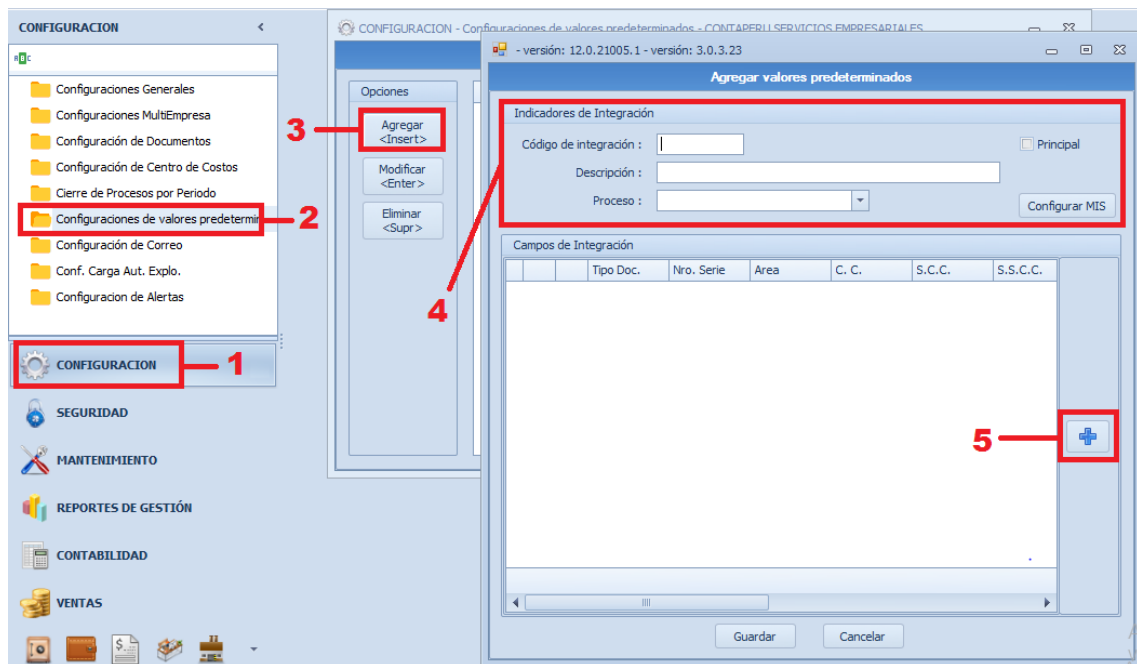 CONFIGURACION
Configuraciones Generales
Configuraciones MultiEmpresa
Configuración de Documentos
Configuración de Centro de Costos
Cierre de Procesos por Periodo
Configuraciones de valores predetermin
2
Configuración de Correo
Conf. Carga Aut. Explo.
Configuracion de Alertas
CONFIGURACION
1
SEGURIDAD
MANTENIMIENTO
REPORTES DE GESTIÓN
CONTABILIDAD
VENTAS
CONFIGURACION - Configuraciones de valores predeterminados - CONTAPERU SERVICIOS EMPRESARIALES
Opciones
3
Agregar
<Insert>
Modificar
<Enter>
Eliminar
<Supr>
4
- versión: 12.0.21005.1 - versión: 3.0.3.23
Agregar valores predeterminados
Indicadores de Integración
Código de integración :
Principal
Descripción :
Proceso :
Configurar MIS
Campos de Integración
Tipo Doc. Nro. Serie Area C. C. S.C.C. S.S.C.C.
5
Guardar Cancelar